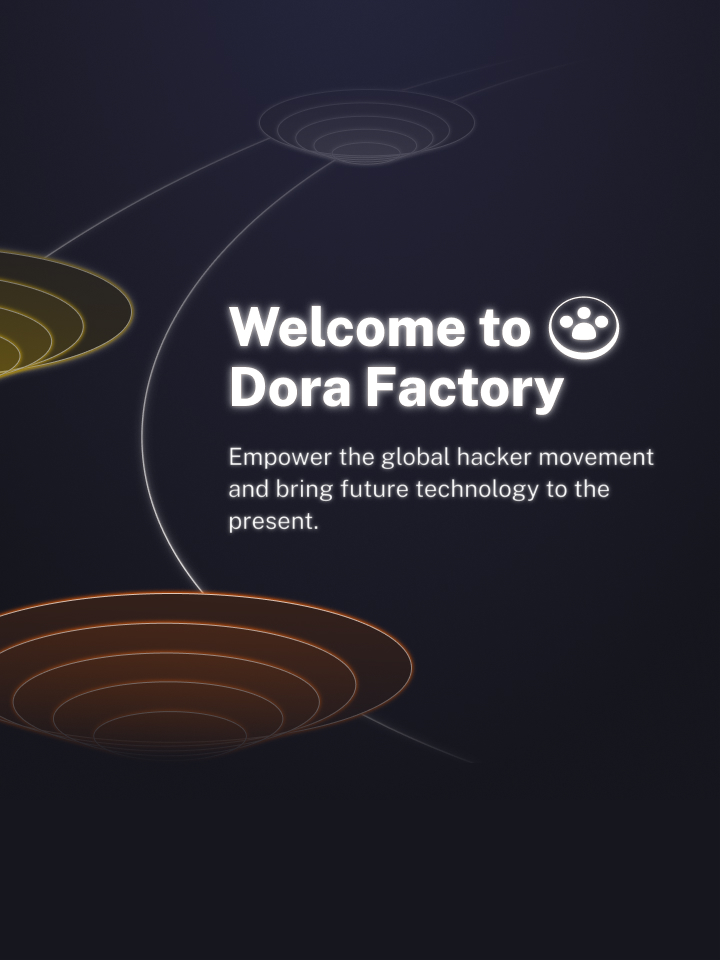 Welcome to
Dora Factory
Empower the global hacker movement
and bring future technology to the
present.